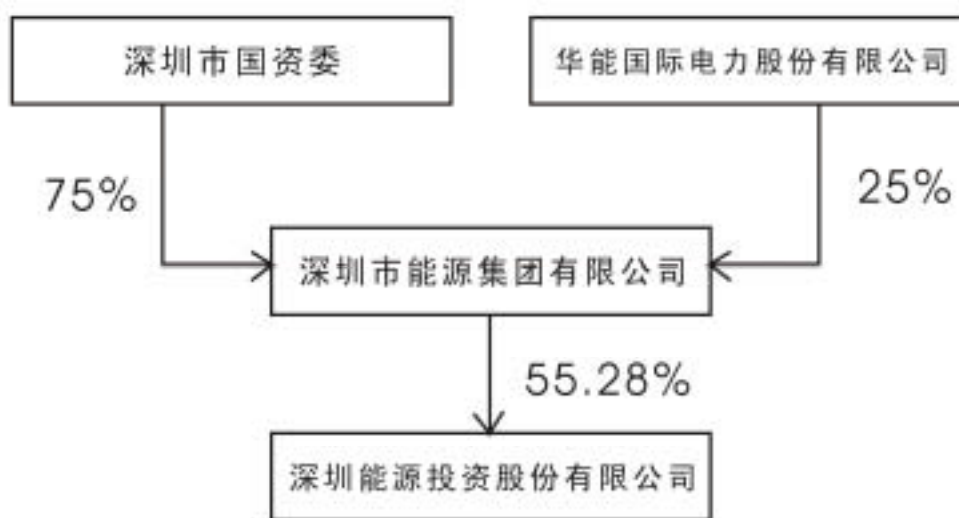 深圳市国资委
华能国际电力股份有限公司
75%
25%
深圳市能源集团有限公司
55.28%
深圳能源投资股份有限公司